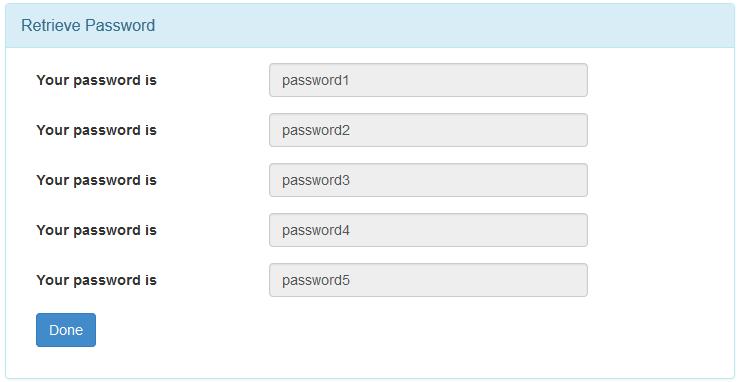 Retrieve Password
Your password is password1
Your password is password2
Your password is password3
Your password is password4
Your password is password5
Done